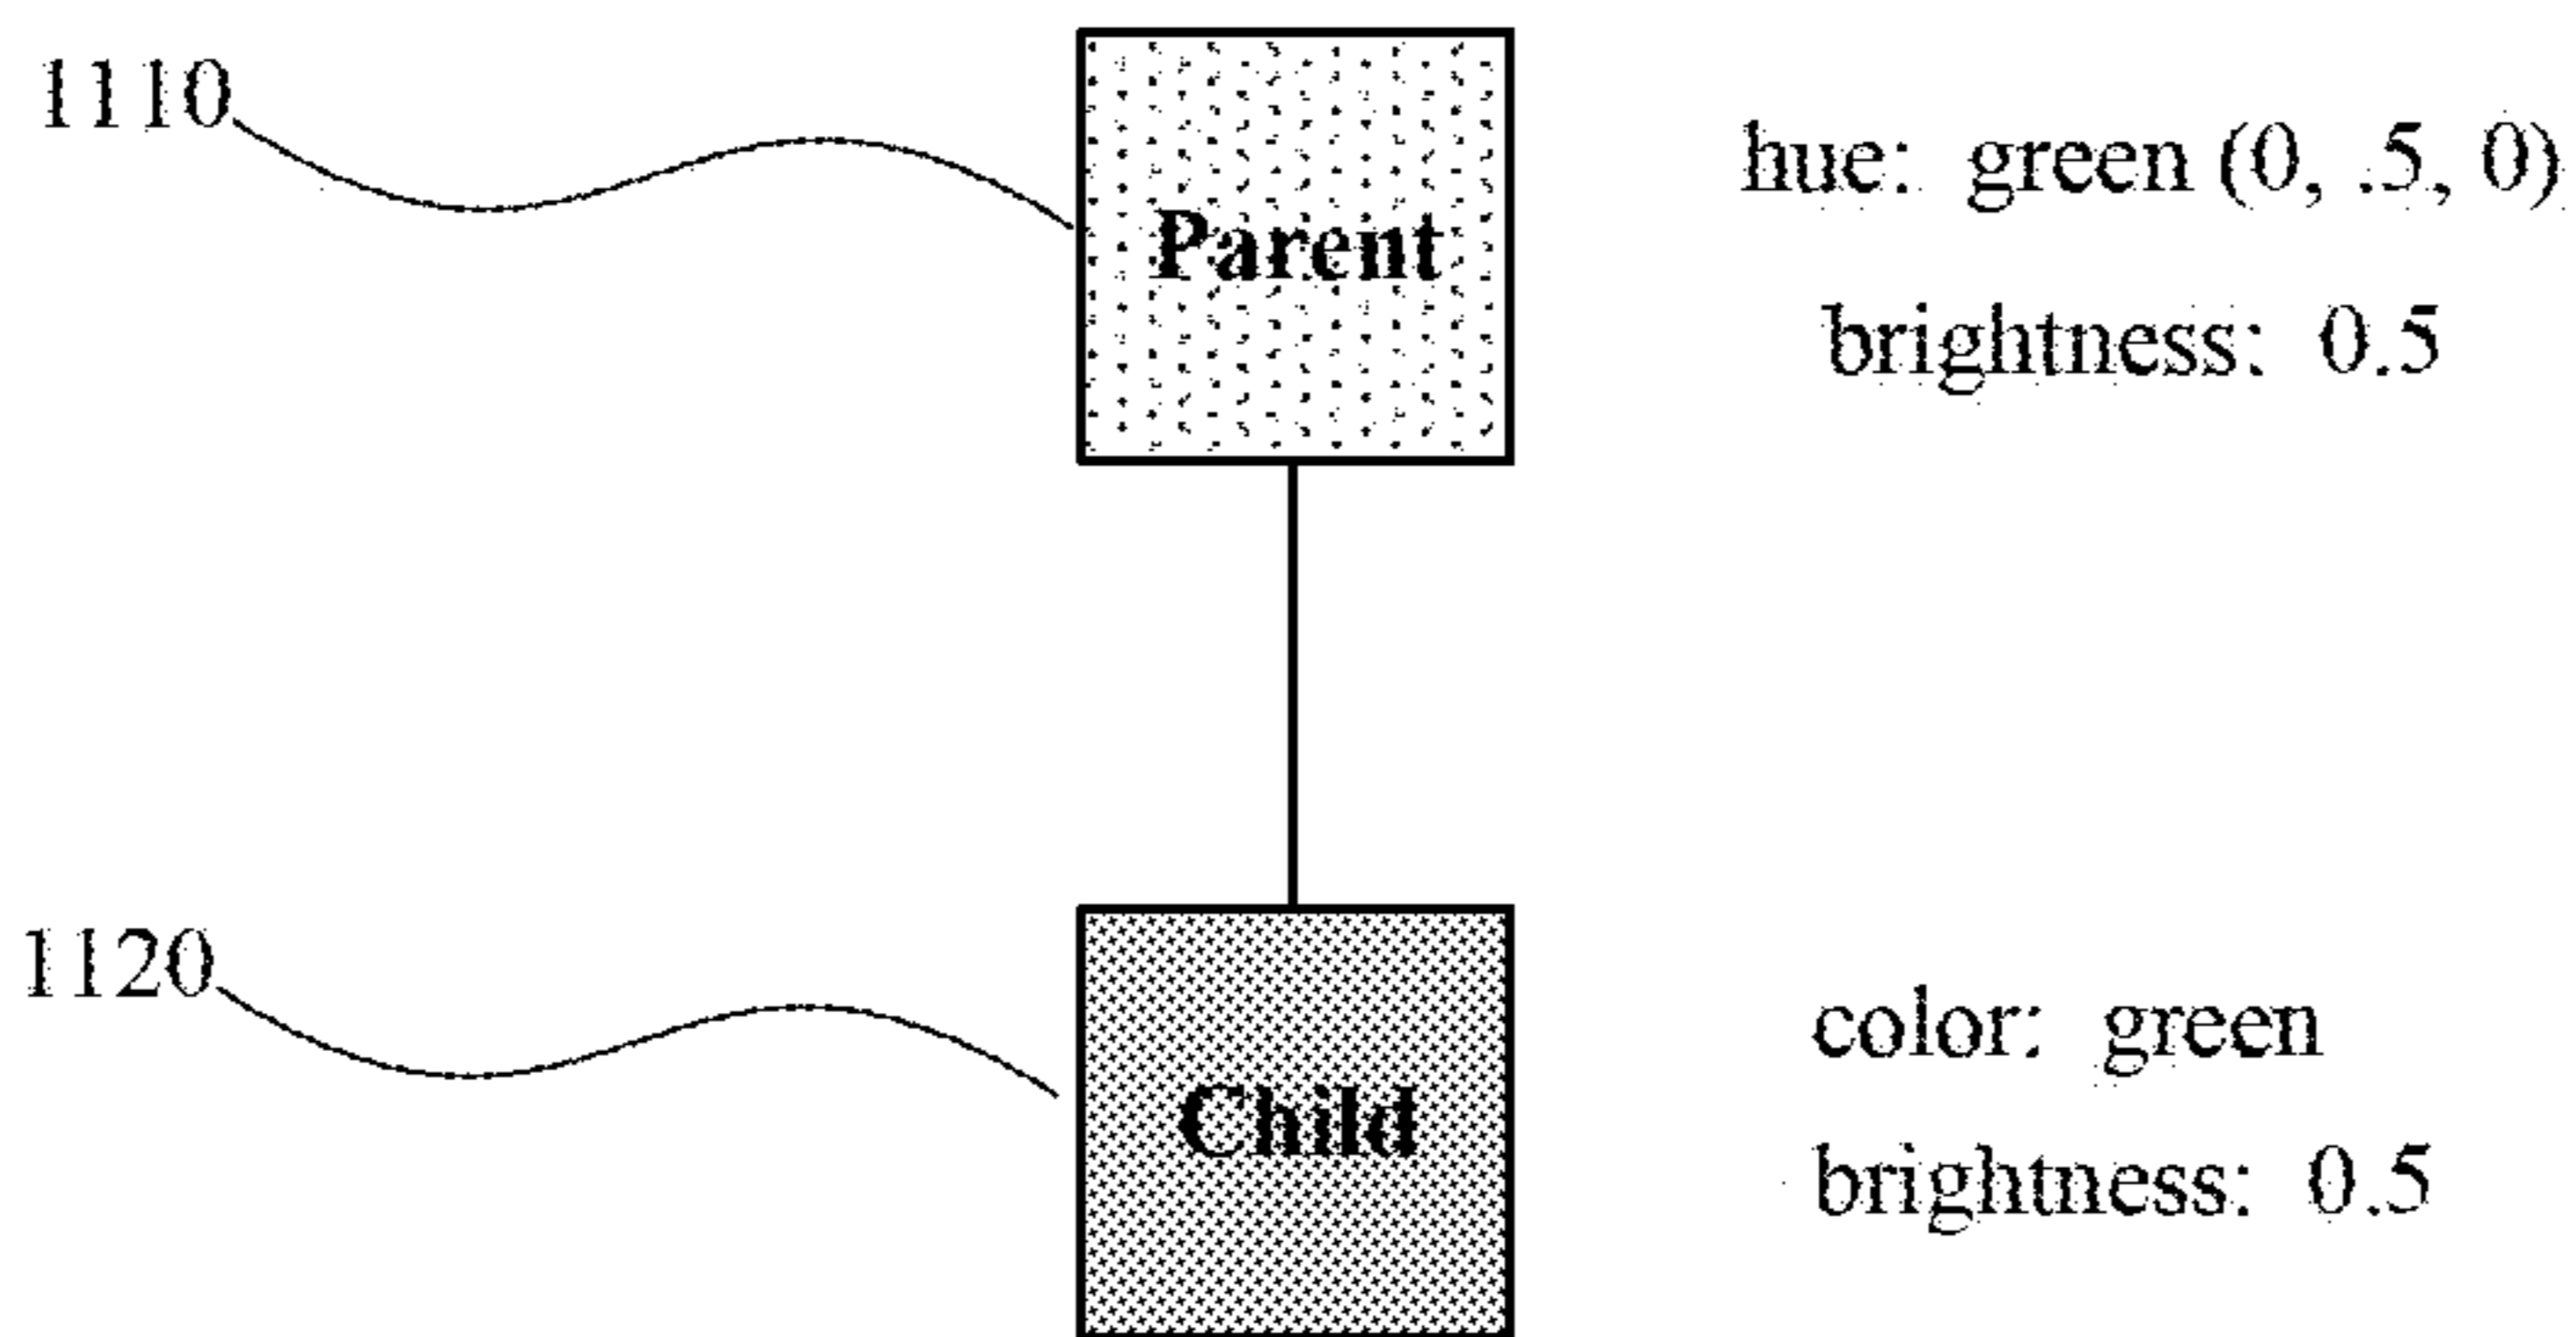 1110
Parent
hue: green (0, .5, 0)
brightness: 0.5
1120
Child
color: green
brightness: 0.5